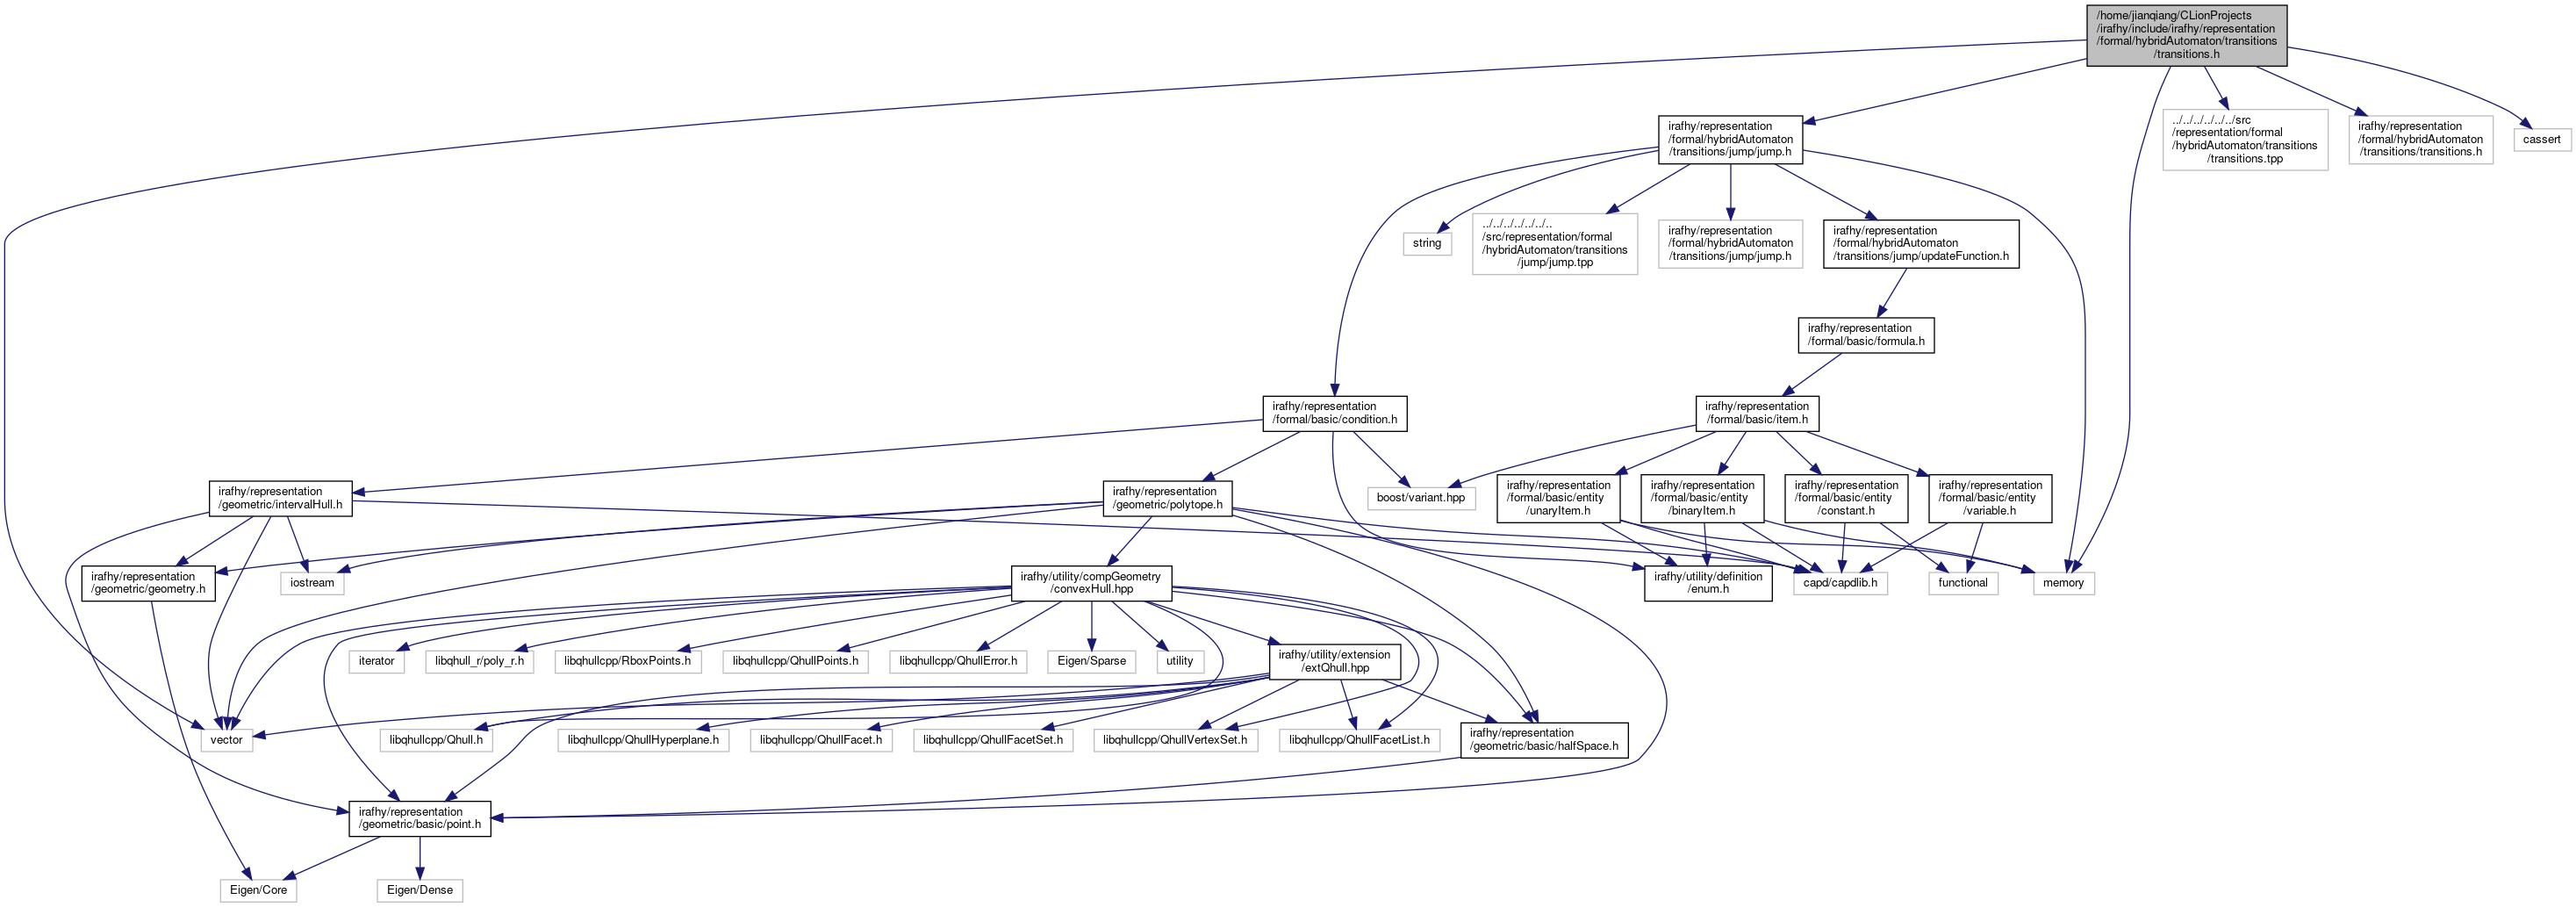 /home/jianqiang/CLionProjects
/irafhy/include/irafhy/representation
/formal/hybridAutomaton/transitions
/transitions.h
irafhy/representation
/formal/hybridAutomaton
/transitions/jump/jump.h
../../../../../../src
/representation/formal
/hybridAutomaton/transitions
/transitions.tpp
irafhy/representation
/formal/hybridAutomaton
/transitions/transitions.h
cassert
string
../../../../../../..
/src/representation/formal
/hybridAutomaton/transitions
/jump/jump.tpp
irafhy/representation
/formal/hybridAutomaton
/transitions/jump/jump.h
irafhy/representation
/formal/hybridAutomaton
/transitions/jump/updateFunction.h
irafhy/representation
/formal/basic/formula.h
irafhy/representation
/formal/basic/condition.h
irafhy/representation
/formal/basic/item.h
irafhy/representation
/geometric/intervalHull.h
irafhy/representation
/geometric/polytope.h
boost/variant.hpp
irafhy/representation
/formal/basic/entity
/unaryItem.h
irafhy/representation
/formal/basic/entity
/binaryItem.h
irafhy/representation
/formal/basic/entity
/constant.h
irafhy/representation
/formal/basic/entity
/variable.h
irafhy/representation
/geometric/geometry.h
iostream
irafhy/utility/compGeometry
/convexHull.hpp
irafhy/utility/definition
/enum.h
capd/capdlib.h
functional
memory
iterator
libqhull_r/poly_r.h
libqhullcpp/RboxPoints.h
libqhullcpp/QhullPoints.h
libqhullcpp/QhullError.h
Eigen/Sparse
utility
irafhy/utility/extension
/extQhull.hpp
vector
libqhullcpp/Qhull.h
libqhullcpp/QhullHyperplane.h
libqhullcpp/QhullFacet.h
libqhullcpp/QhullFacetSet.h
libqhullcpp/QhullVertexSet.h
libqhullcpp/QhullFacetList.h
irafhy/representation
/geometric/basic/halfSpace.h
irafhy/representation
/geometric/basic/point.h
Eigen/Core
Eigen/Dense